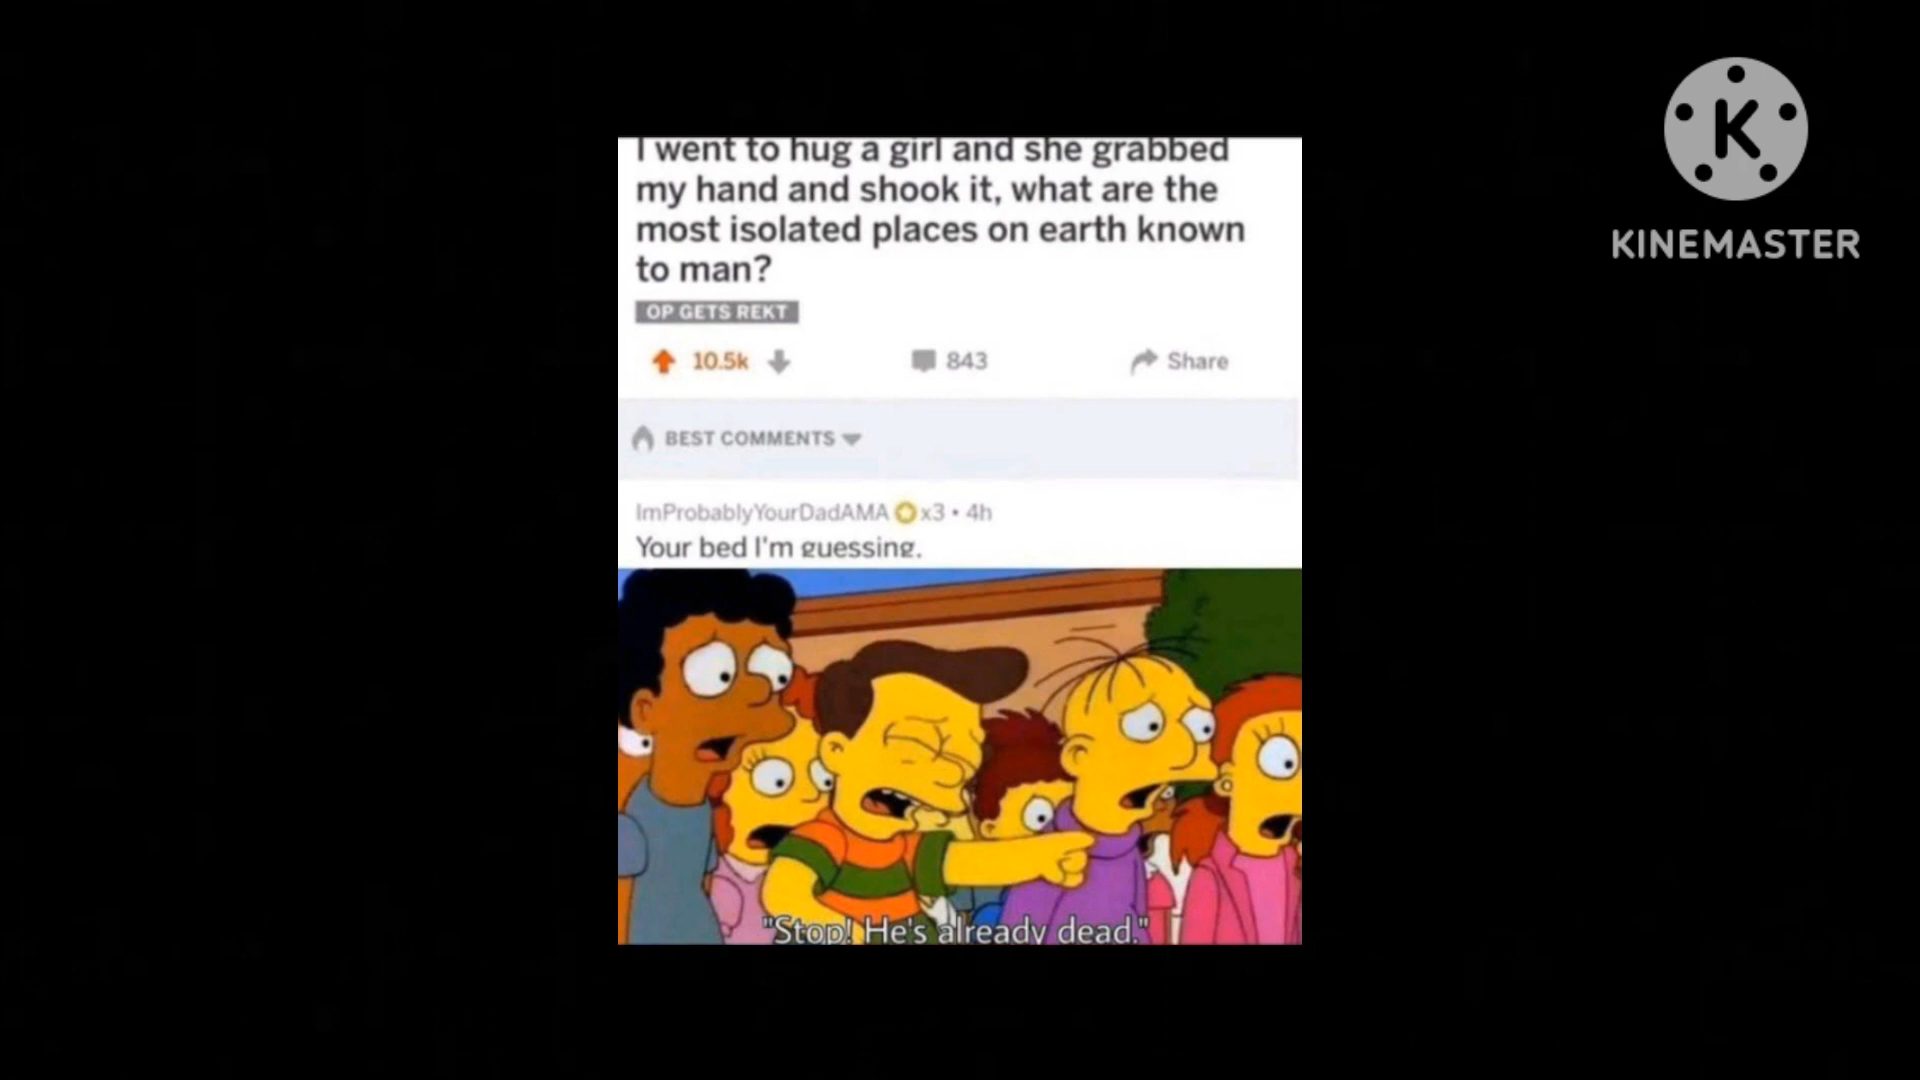 I went to hug a girl and she grabbed
my hand and shook it, what are the
most isolated places on earth known
to man?
OP GETS REKT
10.5k
843
Share
BEST COMMENTS
ImProbablyYourDadAMA x3 • 4h
Your bed I'm guessing.
"Stop! He's already dead."
K
KINEMASTER